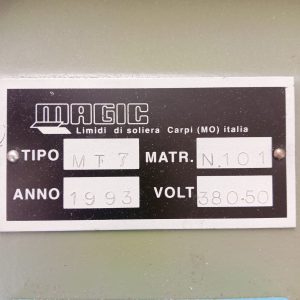 MAGIC
Limidi di soliera Carpi (MO) italia
TIPO MT 7 MATR. N.101
ANNO 1993 VOLT 380-50